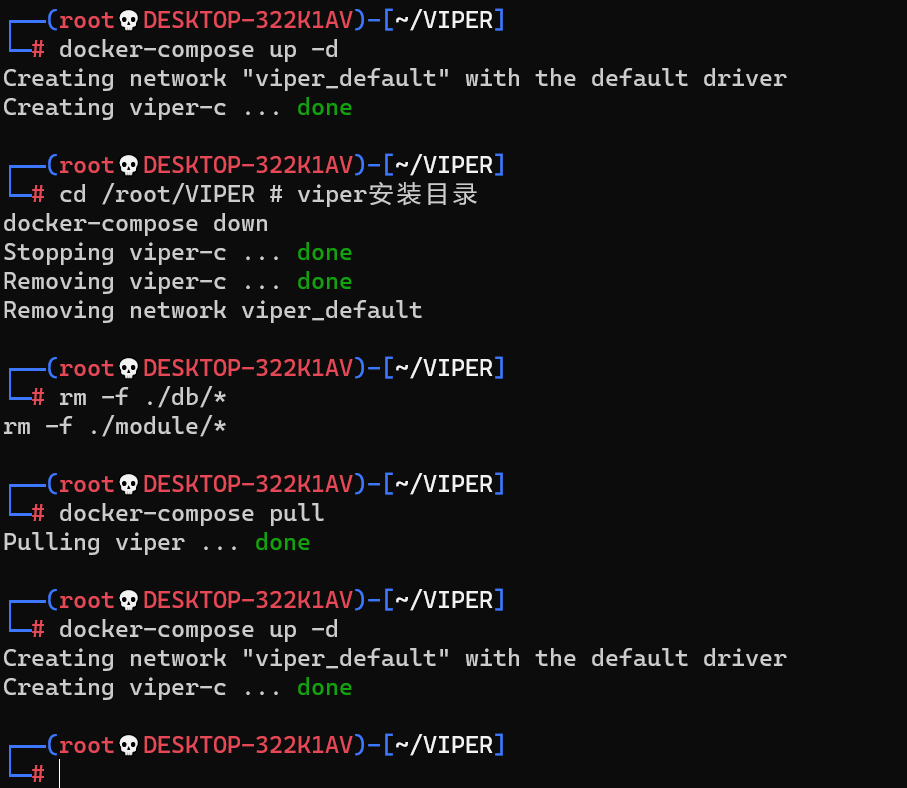 ┌──(root💀DESKTOP-322K1AV)-[~/VIPER]
└─# docker-compose up -d
Creating network "viper_default" with the default driver
Creating viper-c ... done
┌──(root💀DESKTOP-322K1AV)-[~/VIPER]
└─# cd /root/VIPER # viper安装目录
docker-compose down
Stopping viper-c ... done
Removing viper-c ... done
Removing network viper_default
┌──(root💀DESKTOP-322K1AV)-[~/VIPER]
└─# rm -f ./db/*
rm -f ./module/*
┌──(root💀DESKTOP-322K1AV)-[~/VIPER]
└─# docker-compose pull
Pulling viper ... done
┌──(root💀DESKTOP-322K1AV)-[~/VIPER]
└─# docker-compose up -d
Creating network "viper_default" with the default driver
Creating viper-c ... done
┌──(root💀DESKTOP-322K1AV)-[~/VIPER]
└─#